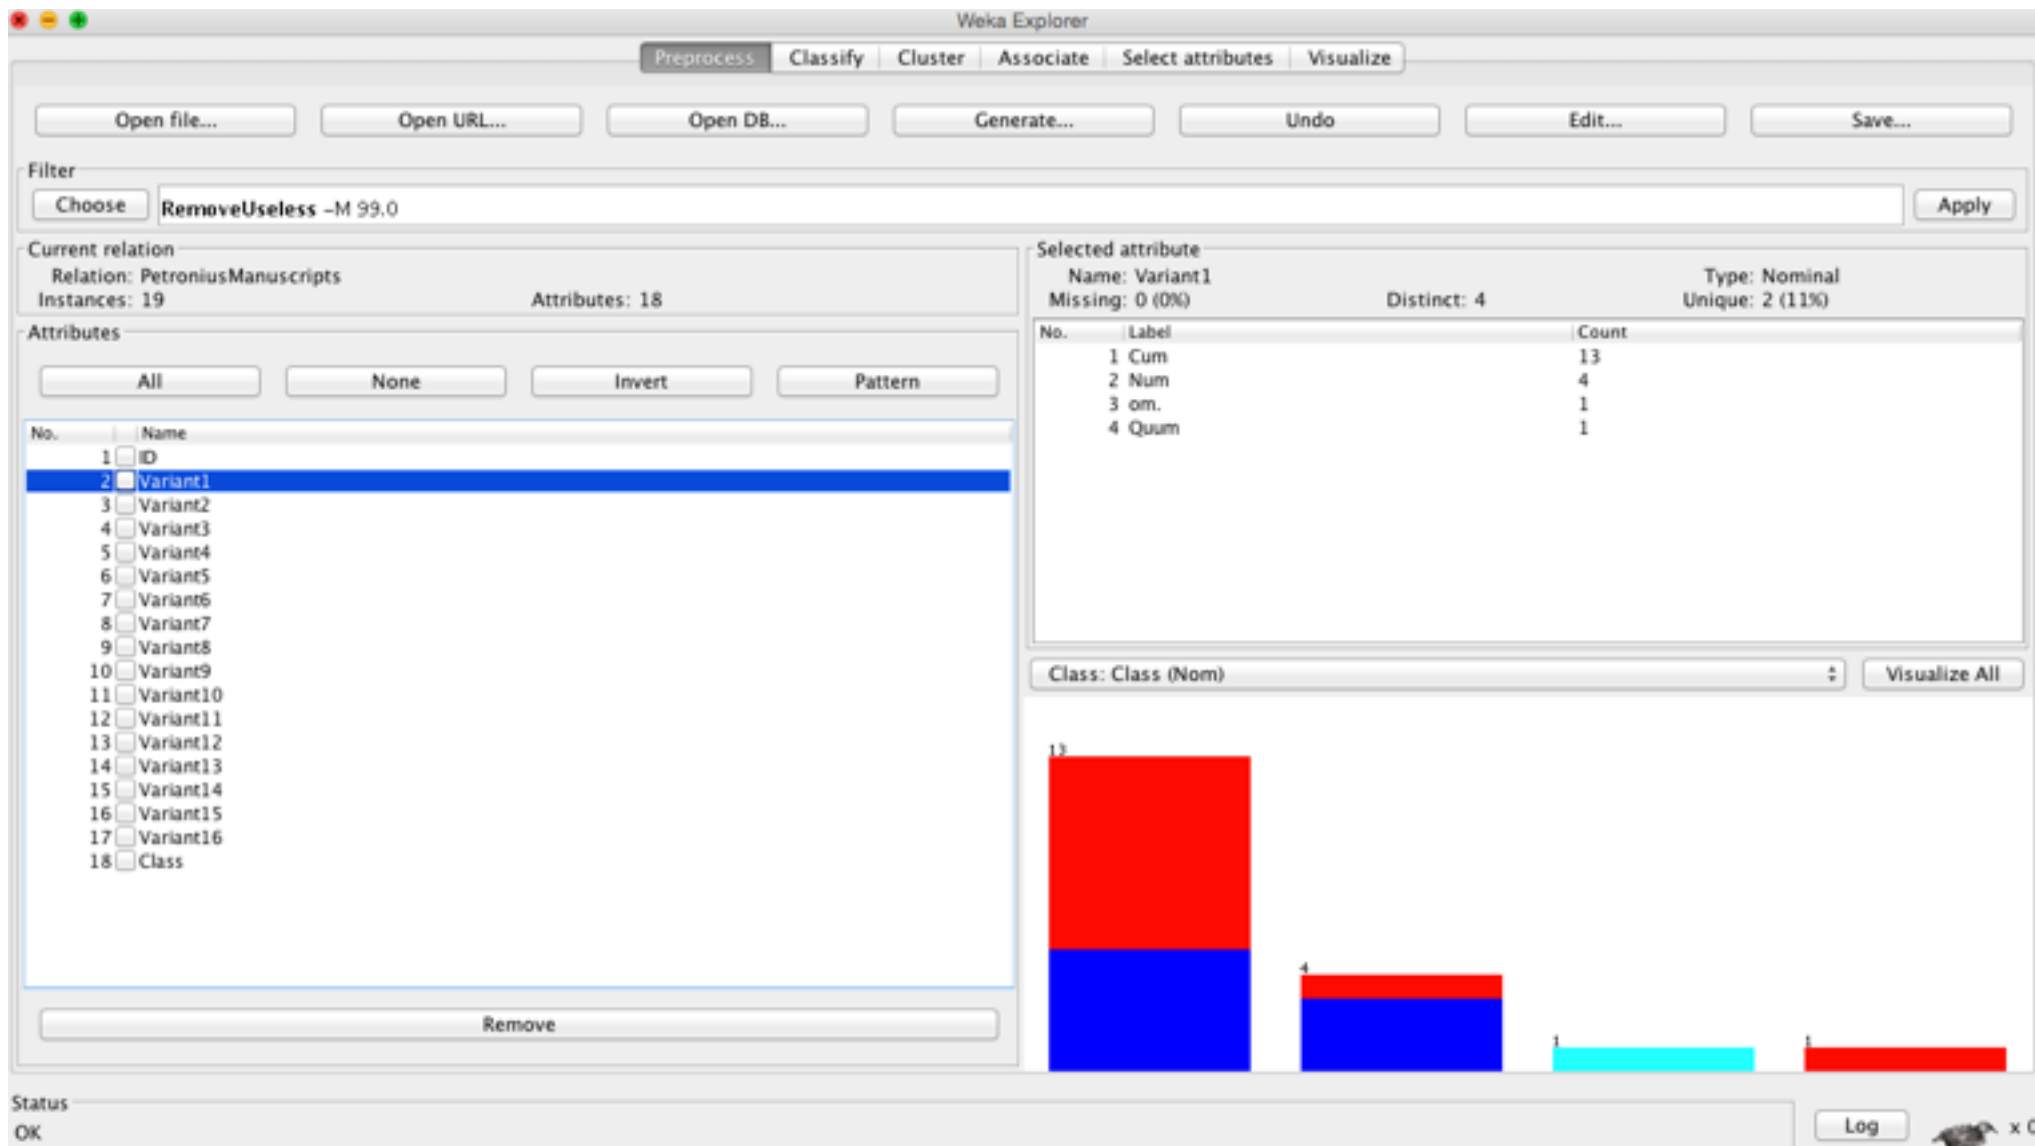 Weka Explorer
Preprocess Classify Cluster Associate Select attributes Visualize
Open file... Open URL... Open DB... Generate... Undo Edit... Save...
Filter
Choose RemoveUseless -M 99.0 Apply
Current relation
Relation: PetroniusManuscripts
Instances: 19 Attributes: 18
Attributes
All None Invert Pattern
No. Name
1 ID
2 Variant1
3 Variant2
4 Variant3
5 Variant4
6 Variant5
7 Variant6
8 Variant7
9 Variant8
10 Variant9
11 Variant10
12 Variant11
13 Variant12
14 Variant13
15 Variant14
16 Variant15
17 Variant16
18 Class
Remove
Selected attribute
Name: Variant1 Type: Nominal
Missing: 0 (0%) Distinct: 4 Unique: 2 (11%)
No. Label Count
1 Cum 13
2 Num 4
3 om. 1
4 Quum 1
Class: Class (Nom) Visualize All
13
4
1
1
Status
OK
Log x 0